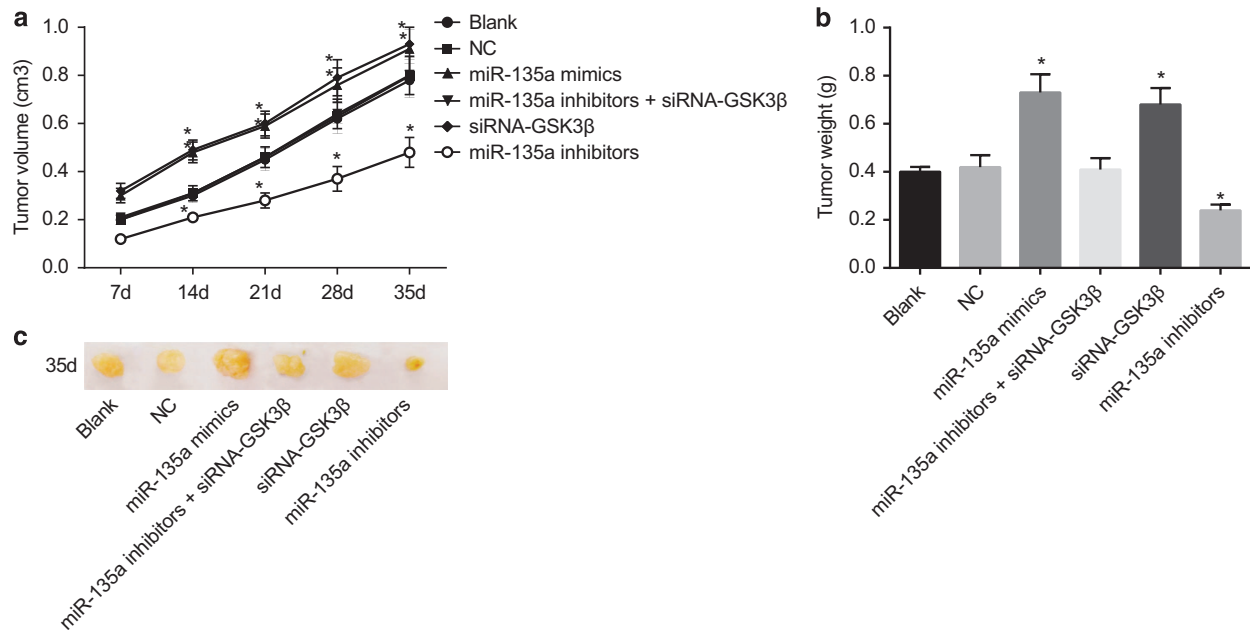 a
Tumor volume (cm3)
1.0
0.8
0.6
0.4
0.2
0.0
7d
14d
21d
28d
35d
*
*
*
*
*
*
*
*
*
*
*
*
Blank
NC
miR-135a mimics
miR-135a inhibitors + siRNA-GSK3β
siRNA-GSK3β
miR-135a inhibitors
b
Tumor weight (g)
1.0
0.8
0.6
0.4
0.2
0.0
*
*
*
Blank
NC
miR-135a mimics
miR-135a inhibitors + siRNA-GSK3β
siRNA-GSK3β
miR-135a inhibitors
c
35d
Blank
NC
miR-135a mimics
miR-135a inhibitors + siRNA-GSK3β
siRNA-GSK3β
miR-135a inhibitors